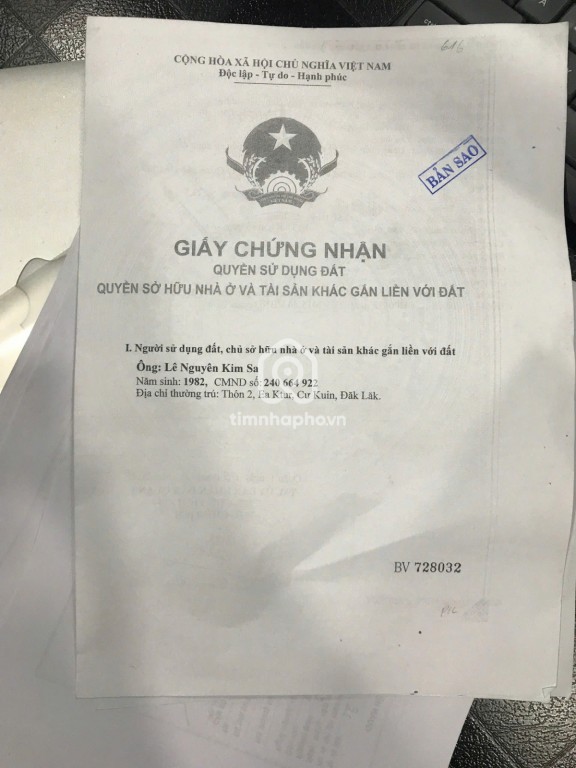 616
CỘNG HÒA XÃ HỘI CHỦ NGHĨA VIỆT NAM
Độc lập - Tự do - Hạnh phúc
BẢN SAO
GIẤY CHỨNG NHẬN
QUYỀN SỬ DỤNG ĐẤT
QUYỀN SỞ HỮU NHÀ Ở VÀ TÀI SẢN KHÁC GẮN LIỀN VỚI ĐẤT
I. Người sử dụng đất, chủ sở hữu nhà ở và tài sản khác gắn liền với đất
Ông: Lê Nguyên Kim Sa
Năm sinh: 1982, CMND số: 240 664 922
Địa chỉ thường trú: Thôn 2, Ea Ktur, Cư Kuin, Đăk Lăk.
timnhapho.vn
BV 728032